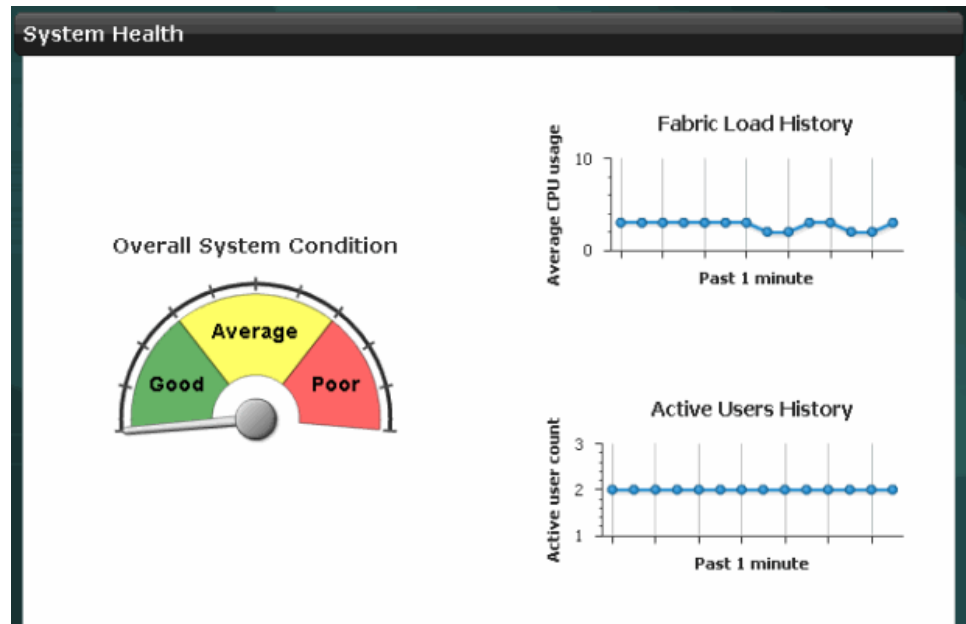 System Health
Overall System Condition
Good
Average
Poor
Fabric Load History
Average CPU usage
10
0
Past 1 minute
Active Users History
Active user count
3
2
1
Past 1 minute